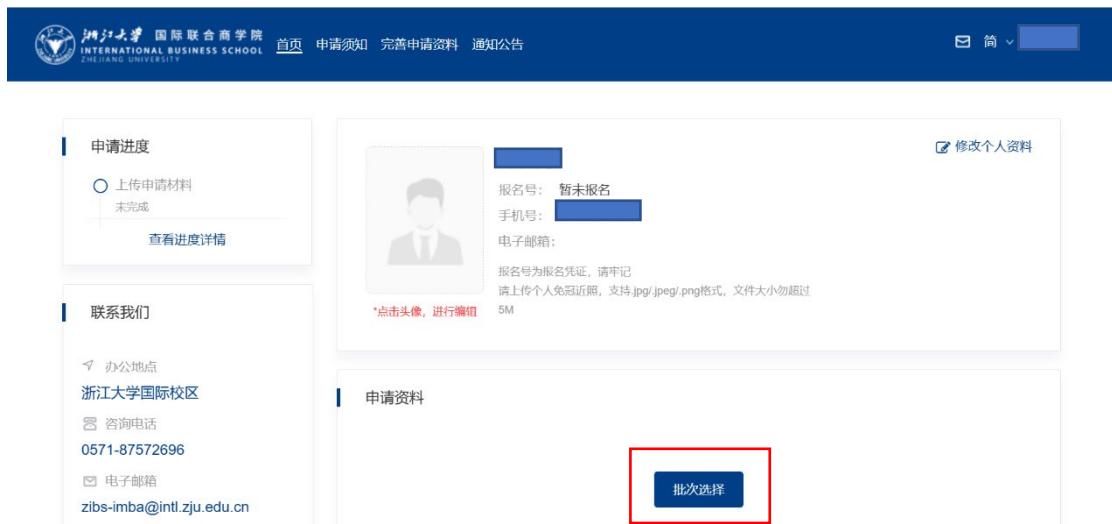 浙江大学 国际联合商学院
INTERNATIONAL BUSINESS SCHOOL
ZHEJIANG UNIVERSITY
首页 申请须知 完善申请资料 通知公告
简
申请进度
上传申请材料
未完成
查看进度详情
修改个人资料
报名号： 暂未报名
手机号：
电子邮箱：
报名号为报名凭证，请牢记
请上传个人免冠近照，支持.jpg/.jpeg/.png格式，文件大小勿超过
5M
*点击头像，进行编辑
联系我们
办公地点
浙江大学国际校区
咨询电话
0571-87572696
电子邮箱
zibs-imba@intl.zju.edu.cn
申请资料
批次选择